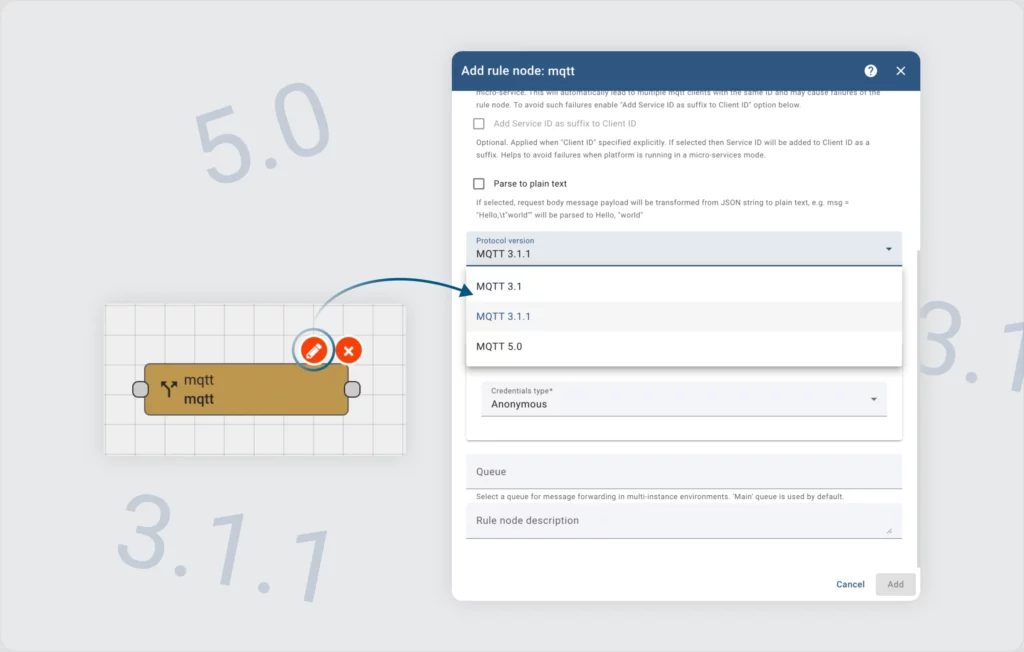 5.0
Add rule node: mqtt
micro-service. This will automatically lead to multiple mqtt clients with the same ID and may cause failures of the
rule node. To avoid such failures enable "Add Service ID as suffix to Client ID" option below.
Add Service ID as suffix to Client ID
Optional. Applied when "Client ID" specified explicitly. If selected then Service ID will be added to Client ID as a
suffix. Helps to avoid failures when platform is running in a micro-services mode.
Parse to plain text
If selected, request body message payload will be transformed from JSON string to plain text, e.g. msg =
"Hello,\t"world"" will be parsed to Hello, "world"
Protocol version
MQTT 3.1.1
MQTT 3.1
MQTT 3.1.1
MQTT 5.0
3.1
mqtt
mqtt
Credentials type*
Anonymous
Queue
Select a queue for message forwarding in multi-instance environments. 'Main' queue is used by default.
Rule node description
3.1.1
Cancel
Add